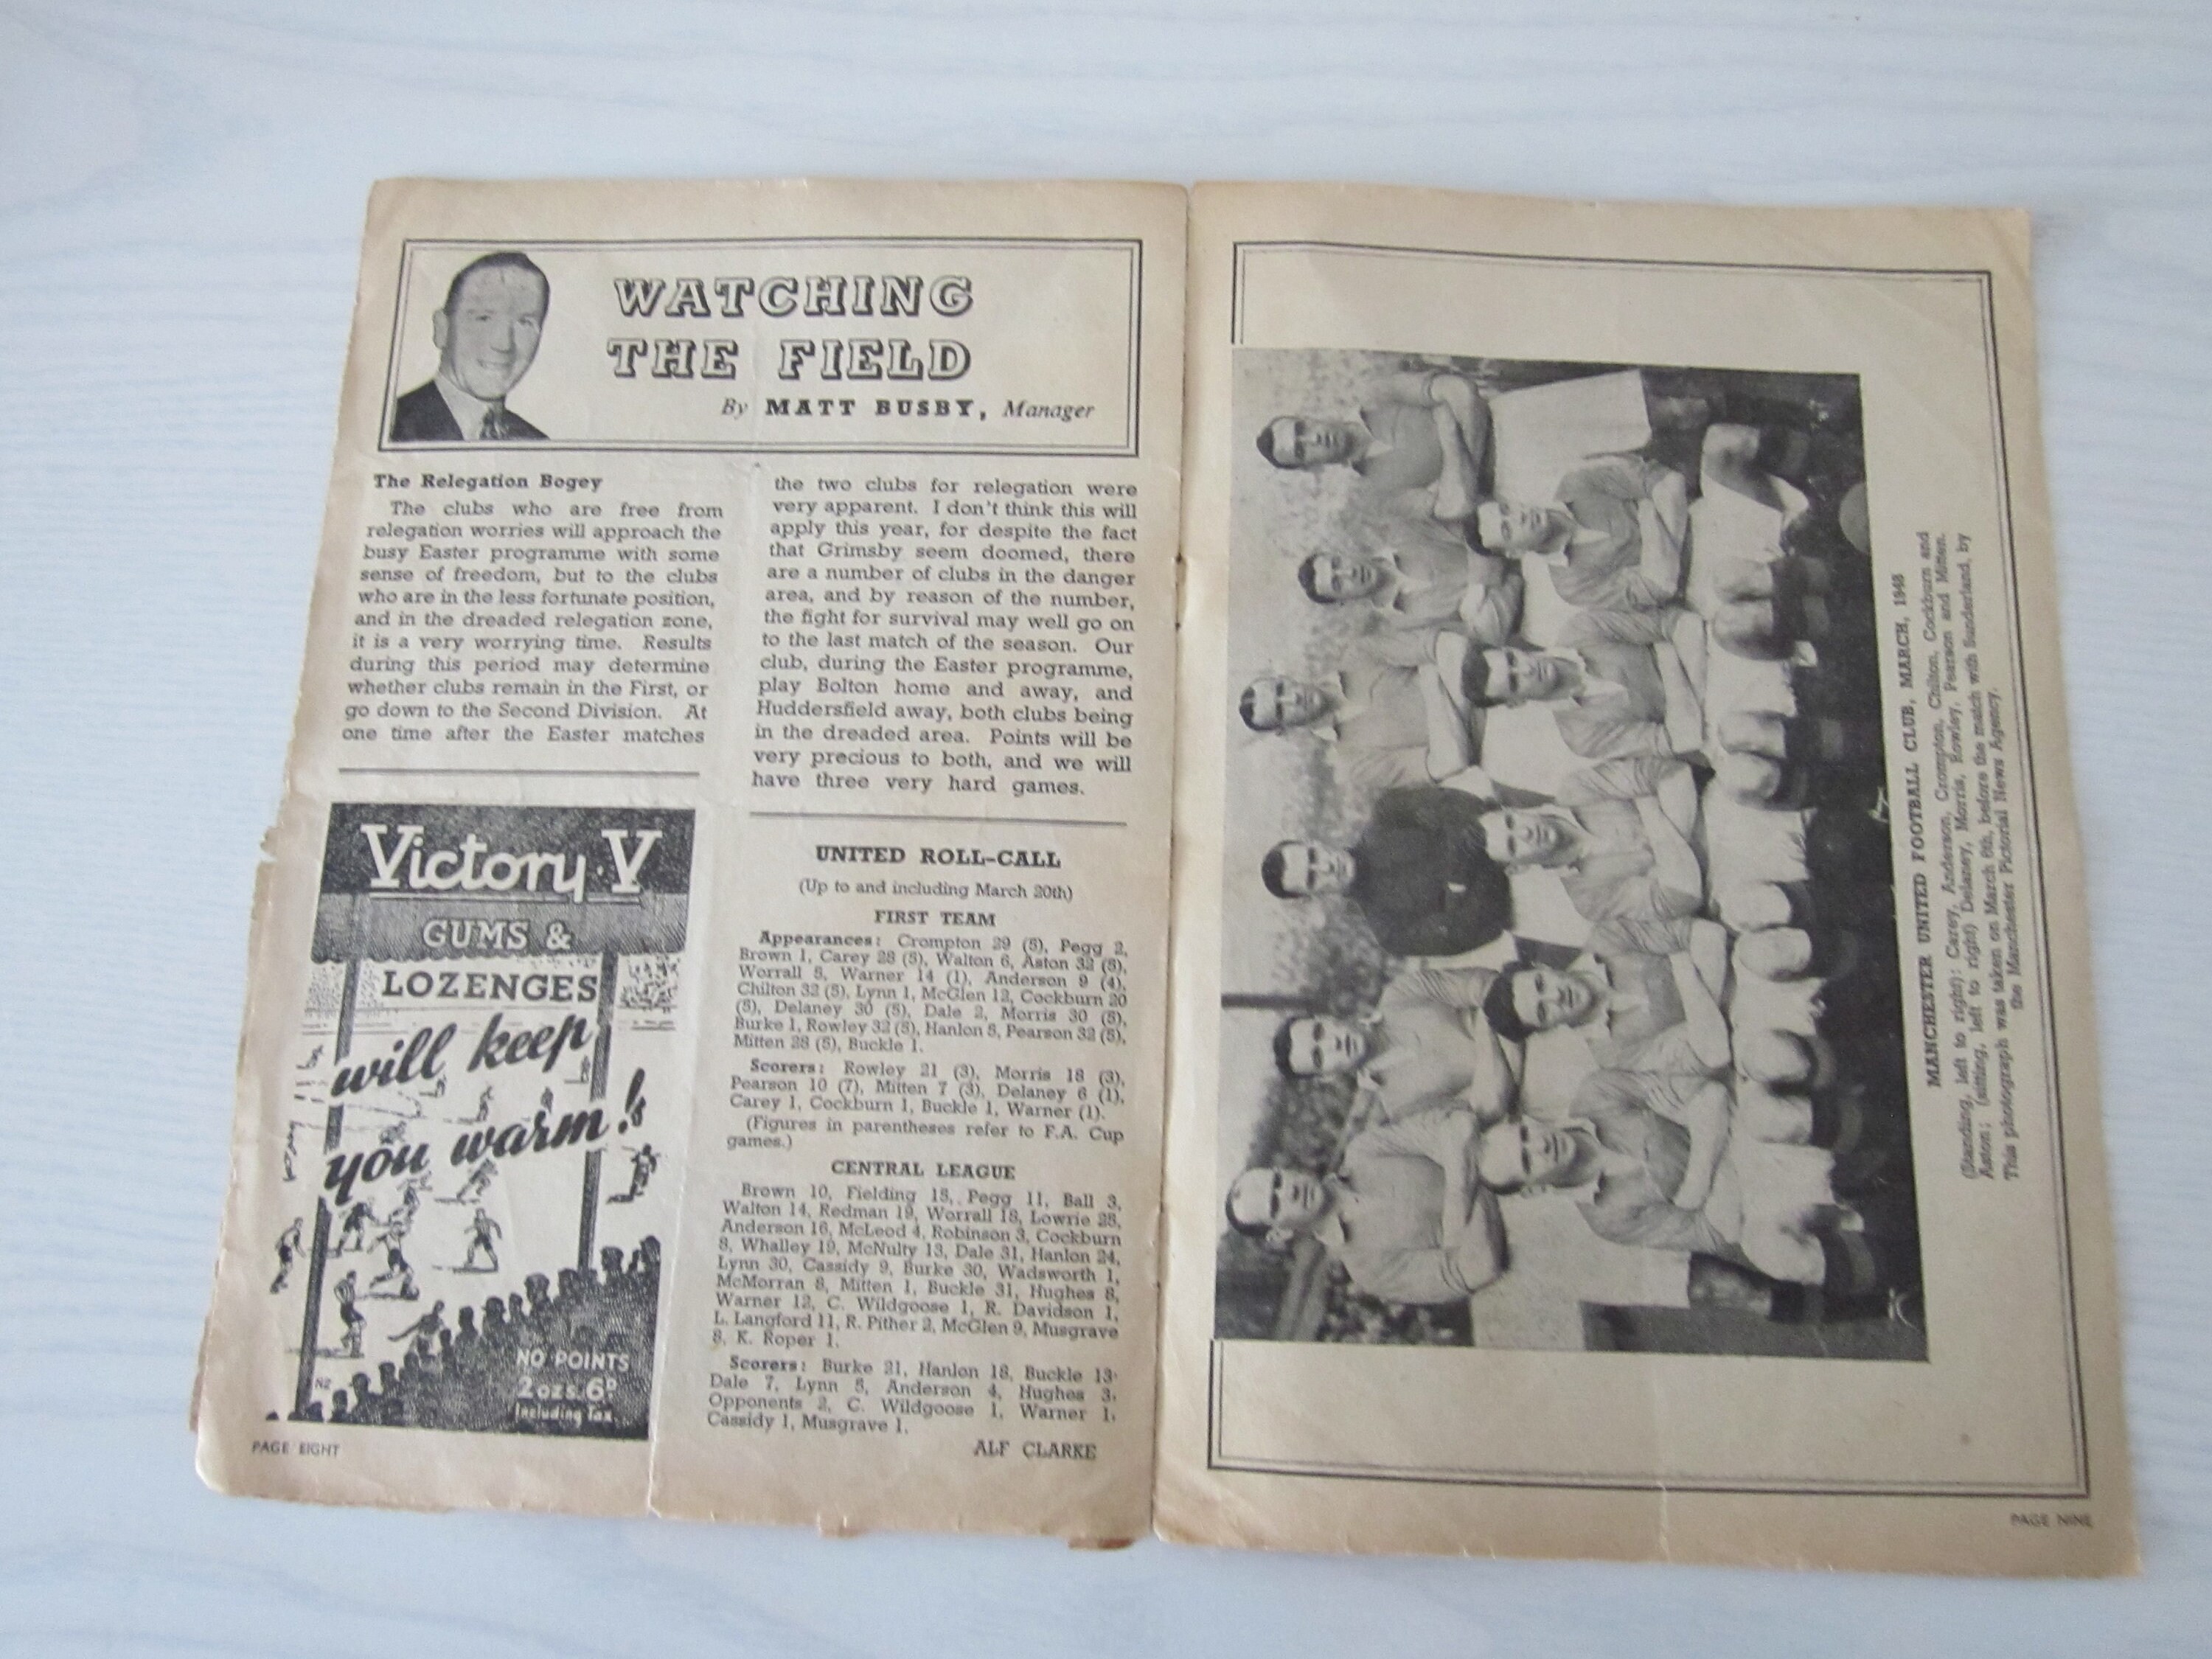 WATCHING
THE FIELD
By MATT BUSBY, Manager
The Relegation Bogey
The clubs who are free from
relegation worries will approach the
busy Easter programme with some
sense of freedom, but to the clubs
who are in the less fortunate position,
and in the dreaded relegation zone,
it is a very worrying time. Results
during this period may determine
whether clubs remain in the First, or
go down to the Second Division. At
one time after the Easter matches
the two clubs for relegation were
very apparent. I don't think this will
apply this year, for despite the fact
that Grimsby seem doomed, there
are a number of clubs in the danger
area, and by reason of the number,
the fight for survival may well go on
to the last match of the season. Our
club, during the Easter programme,
play Bolton home and away, and
Huddersfield away, both clubs being
in the dreaded area. Points will be
very precious to both, and we will
have three very hard games.
Victory V
GUMS &
LOZENGES
will keep
you warm!
NO POINTS
2 ozs. 6D
Including Tax
N2
PAGE EIGHT
UNITED ROLL-CALL
(Up to and including March 20th)
FIRST TEAM
Appearances: Crompton 29 (5), Pegg 2,
Brown 1, Carey 28 (5), Walton 6, Aston 32 (5),
Worrall 5, Warner 14 (1), Anderson 9 (4),
Chilton 32 (5), Lynn 1, McGlen 12, Cockburn 20
(5), Delaney 30 (5), Dale 2, Morris 30 (5),
Burke 1, Rowley 32 (5), Hanlon 8, Pearson 32 (5),
Mitten 28 (5), Buckle 1.
Scorers: Rowley 21 (3), Morris 18 (3),
Pearson 10 (7), Mitten 7 (3), Delaney 6 (1),
Carey 1, Cockburn 1, Buckle 1, Warner (1).
(Figures in parentheses refer to F.A. Cup
games.)
CENTRAL LEAGUE
Brown 10, Fielding 15, Pegg 11, Ball 3,
Walton 14, Redman 19, Worrall 18, Lowrie 25,
Anderson 16, McLeod 4, Robinson 3, Cockburn
8, Whalley 19, McNulty 13, Dale 31, Hanlon 24,
Lynn 30, Cassidy 9, Burke 30, Wadsworth 1,
McMorran 8, Mitten 1, Buckle 31, Hughes 8,
Warner 12, C. Wildgoose 1, R. Davidson 1,
L. Langford 11, R. Pither 2, McGlen 9, Musgrave
8, K. Roper 1.
Scorers: Burke 21, Hanlon 18, Buckle 13,
Dale 7, Lynn 5, Anderson 4, Hughes 3,
Opponents 2, C. Wildgoose 1, Warner 1,
Cassidy 1, Musgrave 1.
ALF CLARKE
MANCHESTER UNITED FOOTBALL CLUB, MARCH, 1948
(Standing, left to right): Carey, Anderson, Crompton, Chilton, Cockburn and
Aston; (sitting, left to right) Delaney, Morris, Rowley, Pearson and Mitten.
This photograph was taken on March 6th, before the match with Sunderland, by
the Manchester Pictorial News Agency.
PAGE NINE